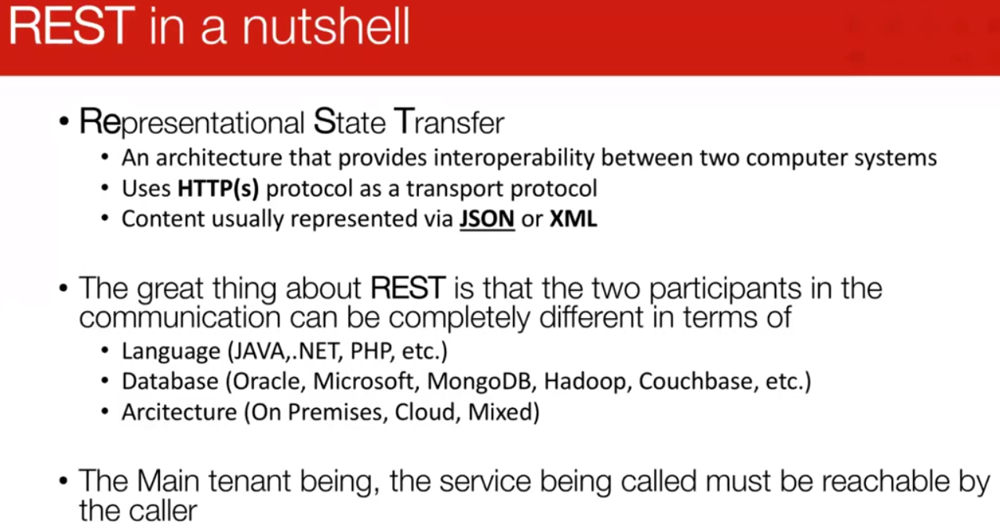 REST in a nutshell
• Representational State Transfer
• An architecture that provides interoperability between two computer systems
• Uses HTTP(s) protocol as a transport protocol
• Content usually represented via JSON or XML
• The great thing about REST is that the two participants in the
communication can be completely different in terms of
• Language (JAVA,.NET, PHP, etc.)
• Database (Oracle, Microsoft, MongoDB, Hadoop, Couchbase, etc.)
• Arcitecture (On Premises, Cloud, Mixed)
• The Main tenant being, the service being called must be reachable by
the caller